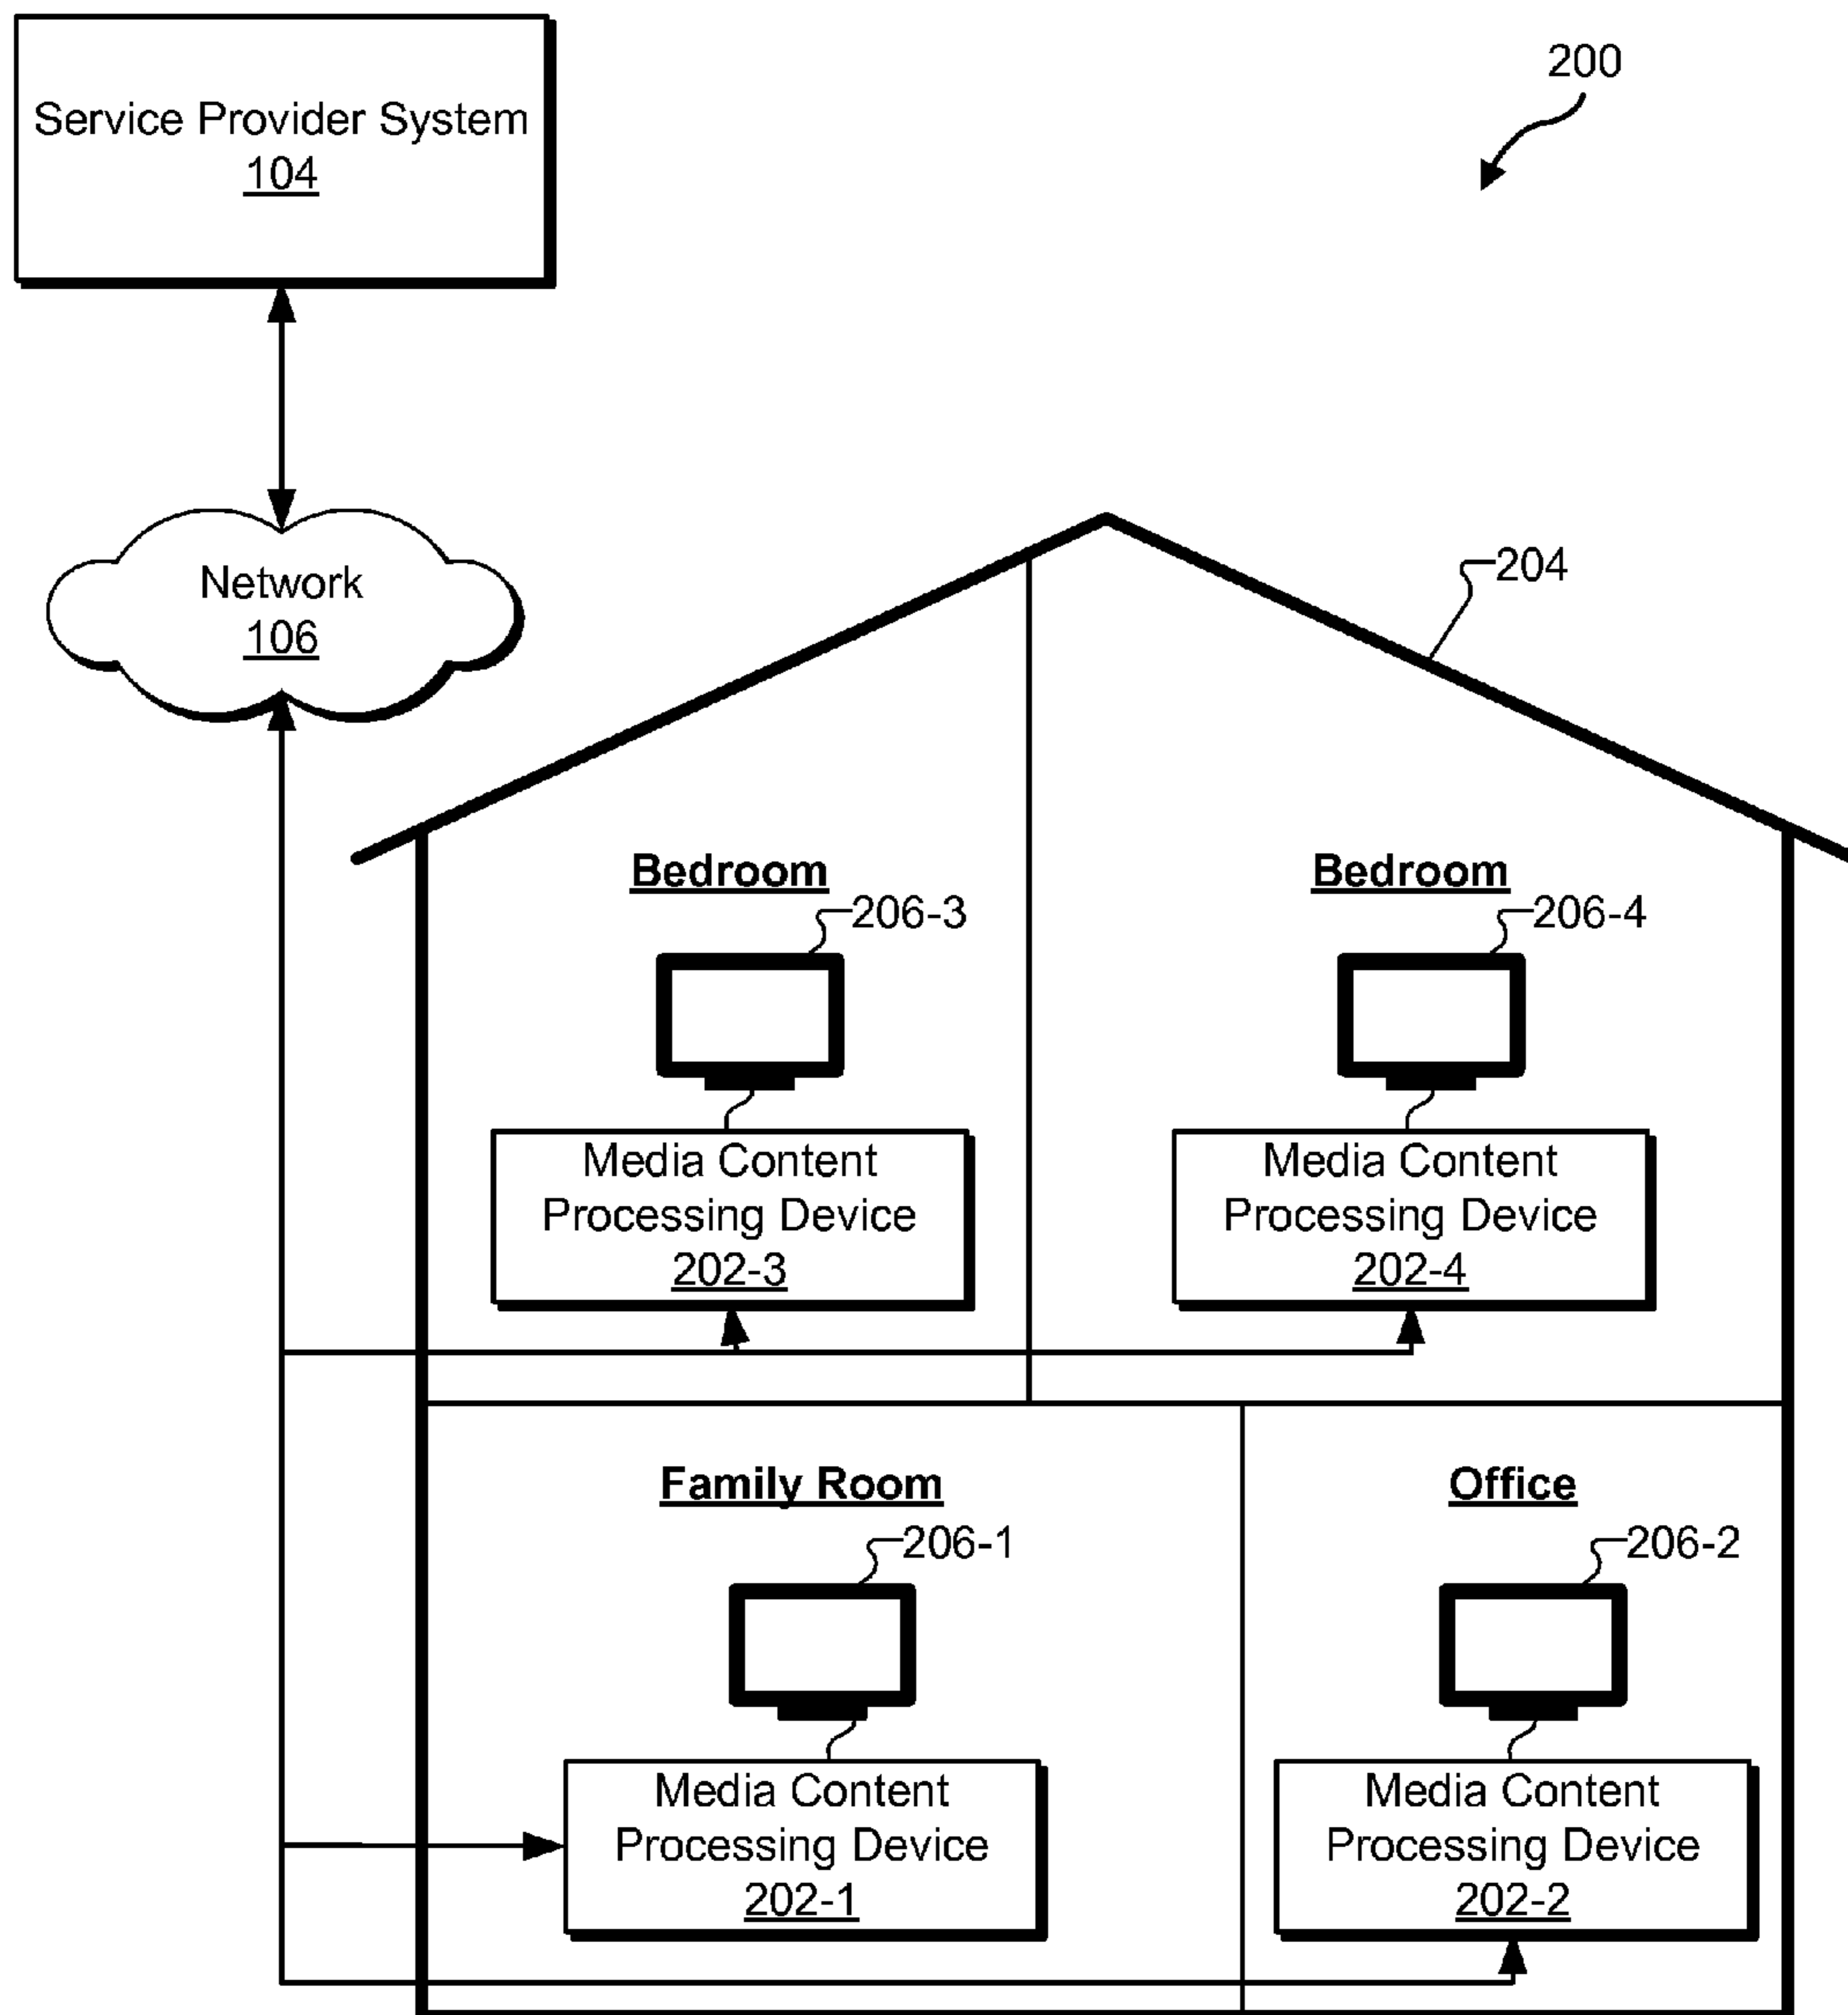 200
Service Provider System
104
Network
106
204
Bedroom
206-3
Media Content
Processing Device
202-3
Bedroom
206-4
Media Content
Processing Device
202-4
Family Room
206-1
Media Content
Processing Device
202-1
Office
206-2
Media Content
Processing Device
202-2